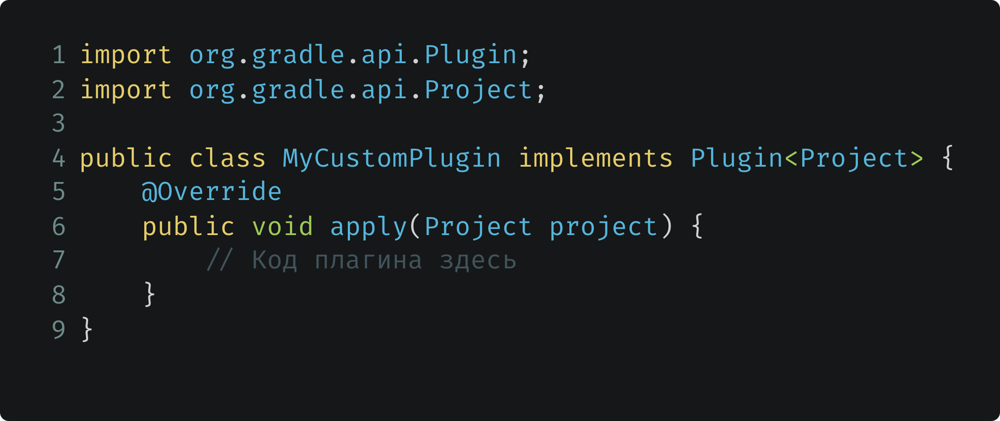 1 import org.gradle.api.Plugin;
2 import org.gradle.api.Project;
3
4 public class MyCustomPlugin implements Plugin<Project> {
5     @Override
6     public void apply(Project project) {
7         // Код плагина здесь
8     }
9 }